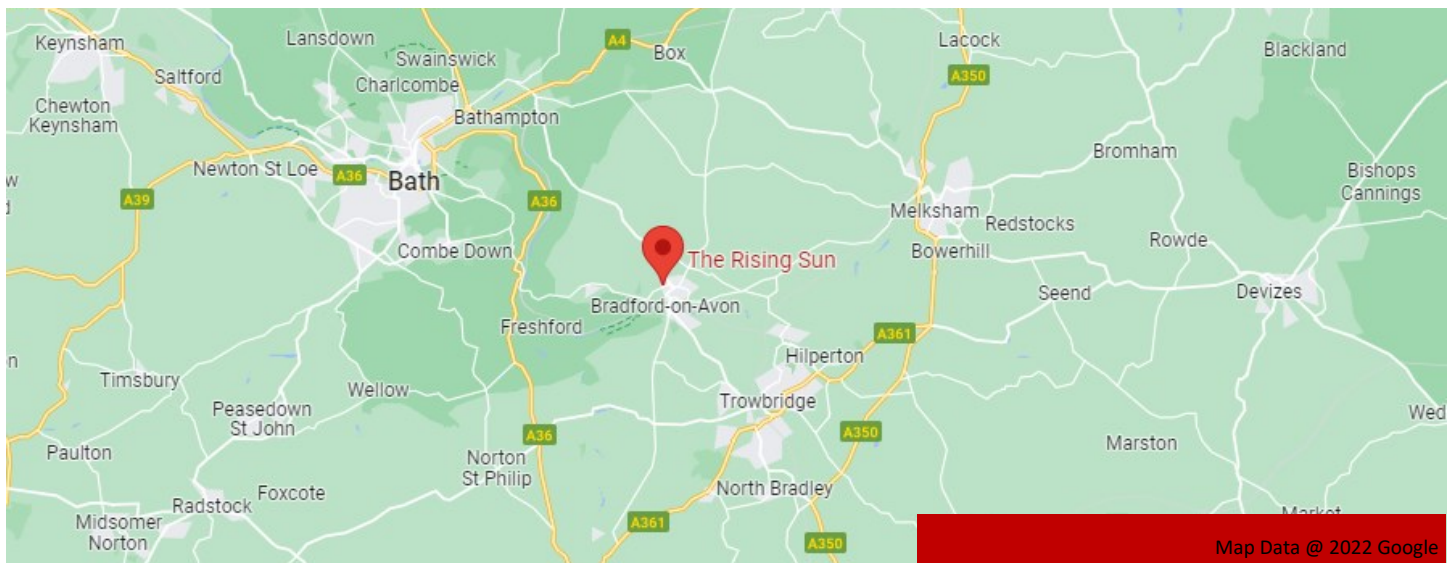 Keynsham
Lansdown
A4
Box
Lacock
Blackland
Swainswick
Saltford
Charlcombe
A350
Chewton
Keynsham
Bathampton
Bromham
Newton St Loe
A36
Bath
A39
A36
Bishops
Cannings
w
Melksham
Redstocks
Rowde
Combe Down
The Rising Sun
Bowerhill
Seend
Devizes
Bradford-on-Avon
Freshford
A361
Hilperton
n
Timsbury
Wellow
Trowbridge
Peasedown
St John
Wed
A36
A350
Marston
Paulton
Norton
St Philip
North Bradley
Radstock
Foxcote
Midsomer
Norton
A361
A350
Market
Map Data @ 2022 Google